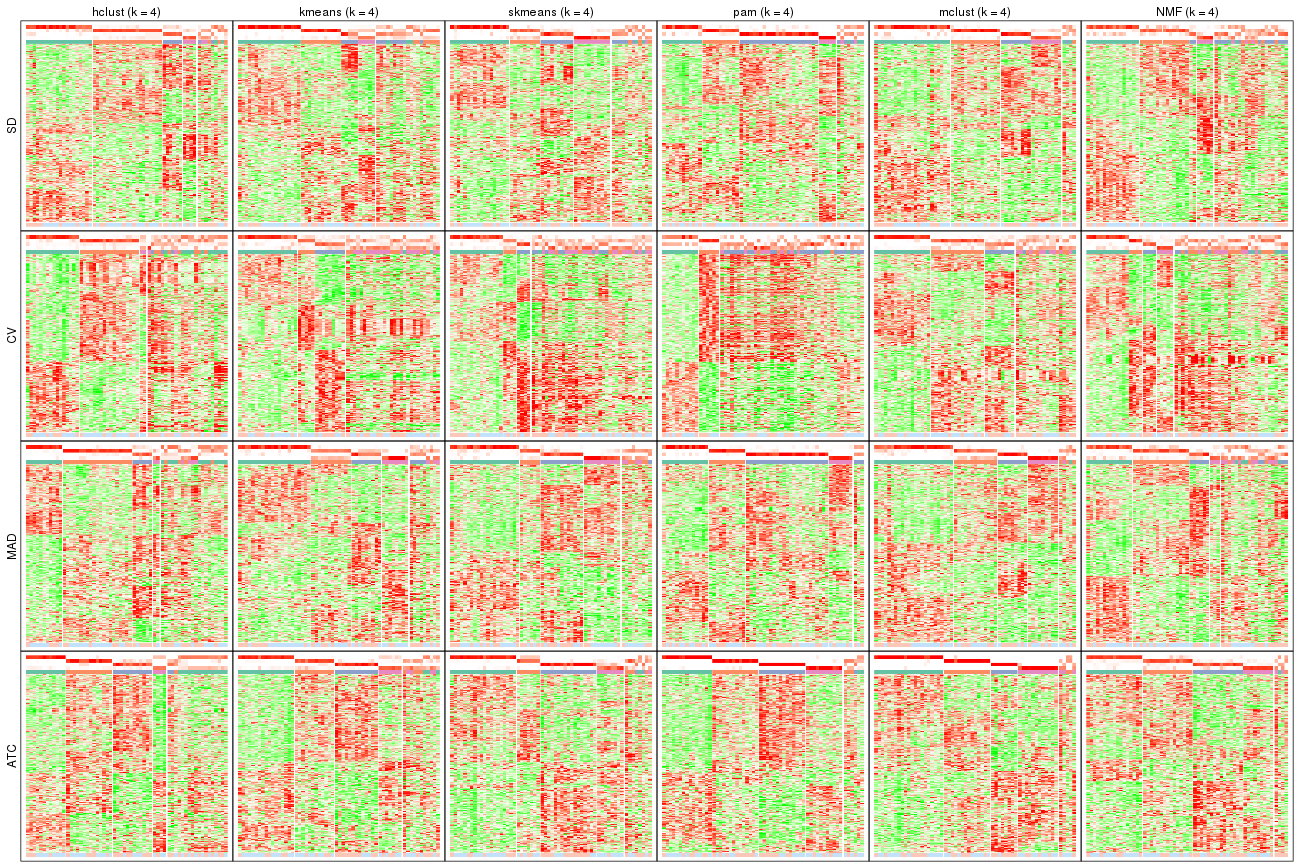 hclust (k = 4) kmeans (k = 4) skmeans (k = 4) pam (k = 4) mclust (k = 4) NMF (k = 4)
SD
CV
MAD
ATC